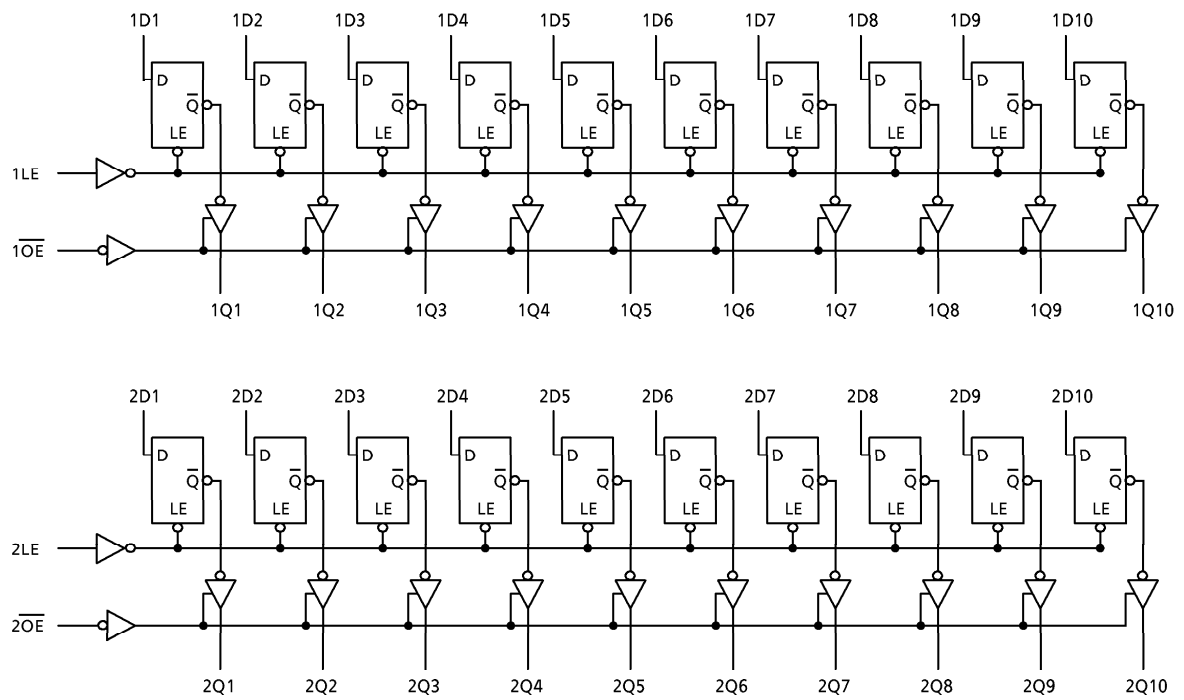 1D1 1D2 1D3 1D4 1D5 1D6 1D7 1D8 1D9 1D10
D D D D D D D D D D
Q̅ Q̅ Q̅ Q̅ Q̅ Q̅ Q̅ Q̅ Q̅ Q̅
LE LE LE LE LE LE LE LE LE LE
1LE
1O̅E̅
1Q1 1Q2 1Q3 1Q4 1Q5 1Q6 1Q7 1Q8 1Q9 1Q10
2D1 2D2 2D3 2D4 2D5 2D6 2D7 2D8 2D9 2D10
D D D D D D D D D D
Q̅ Q̅ Q̅ Q̅ Q̅ Q̅ Q̅ Q̅ Q̅ Q̅
LE LE LE LE LE LE LE LE LE LE
2LE
2O̅E̅
2Q1 2Q2 2Q3 2Q4 2Q5 2Q6 2Q7 2Q8 2Q9 2Q10